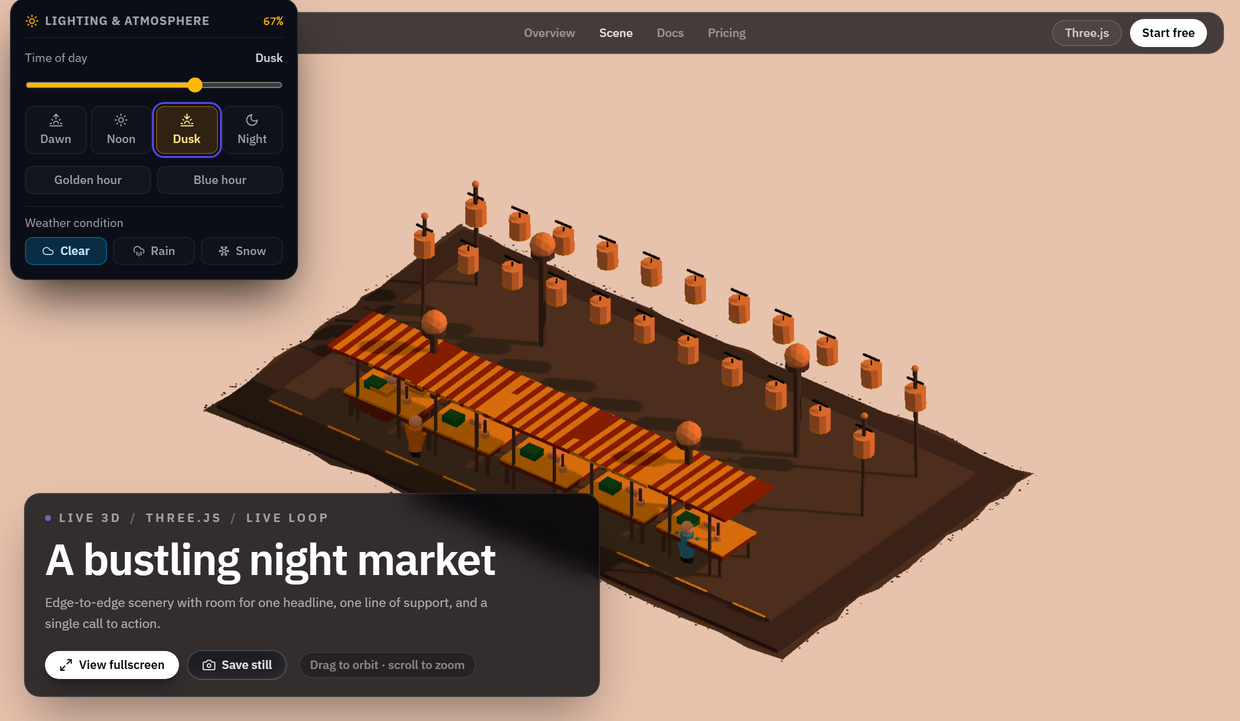 LIGHTING & ATMOSPHERE 67%
Time of day Dusk
Dawn Noon Dusk Night
Golden hour Blue hour
Weather condition
Clear Rain Snow
Overview Scene Docs Pricing
Three.js Start free
LIVE 3D / THREE.JS / LIVE LOOP
A bustling night market
Edge-to-edge scenery with room for one headline, one line of support, and a
single call to action.
View fullscreen Save still Drag to orbit · scroll to zoom